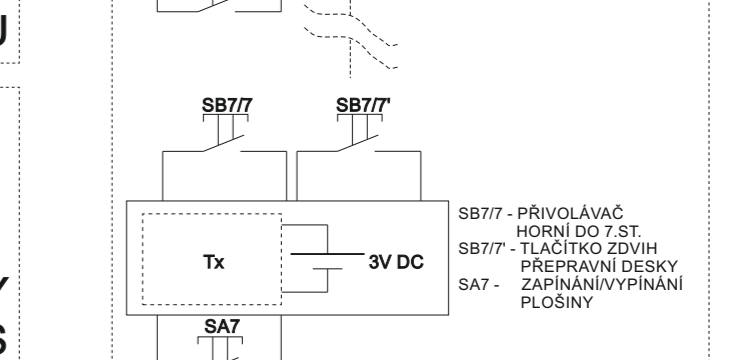 U
SB7/7
SB7/7'
SB7/7 - PŘIVOLÁVAČ
HORNÍ DO 7.ST.
SB7/7' - TLAČÍTKO ZDVIH
PŘEPRAVNÍ DESKY
SA7 - ZAPÍNÁNÍ/VYPÍNÁNÍ
PLOŠINY
Tx
3V DC
Y
S
SA7